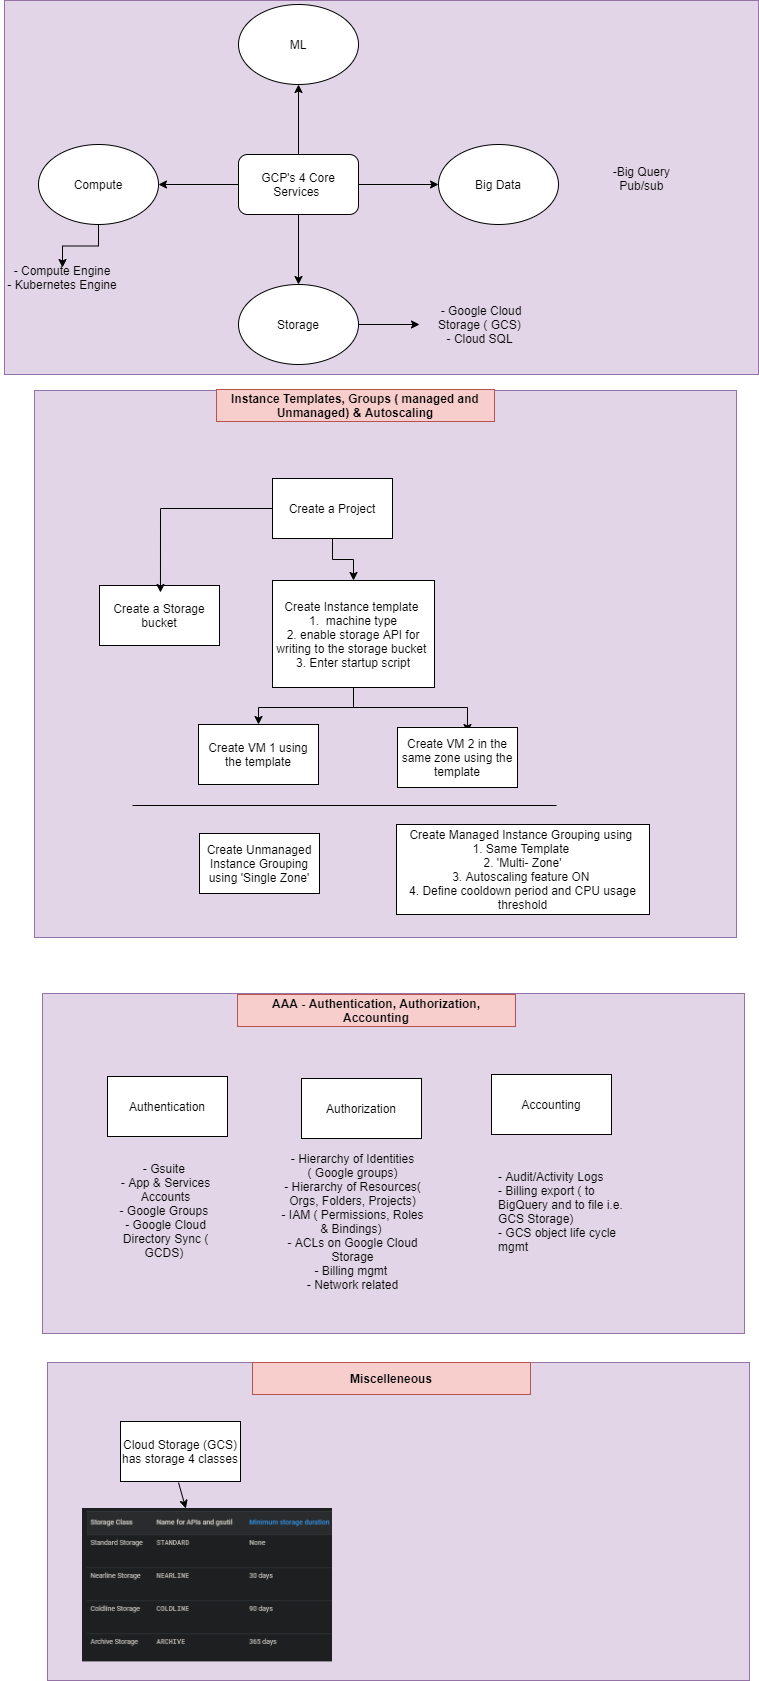 ML
Compute
GCP's 4 Core
Services
Big Data
-Big Query
Pub/sub
- Compute Engine
- Kubernetes Engine
Storage
- Google Cloud
Storage ( GCS)
- Cloud SQL
Instance Templates, Groups ( managed and
Unmanaged) & Autoscaling
Create a Project
Create a Storage
bucket
Create Instance template
1. machine type
2. enable storage API for
writing to the storage bucket
3. Enter startup script
Create VM 1 using
the template
Create VM 2 in the
same zone using the
template
Create Unmanaged
Instance Grouping
using 'Single Zone'
Create Managed Instance Grouping using
1. Same Template
2. 'Multi- Zone'
3. Autoscaling feature ON
4. Define cooldown period and CPU usage
threshold
AAA - Authentication, Authorization,
Accounting
Authentication
Authorization
Accounting
- Gsuite
- App & Services
Accounts
- Google Groups
- Google Cloud
Directory Sync (
GCDS)
- Hierarchy of Identities
( Google groups)
- Hierarchy of Resources(
Orgs, Folders, Projects)
- IAM ( Permissions, Roles
& Bindings)
- ACLs on Google Cloud
Storage
- Billing mgmt
- Network related
- Audit/Activity Logs
- Billing export ( to
BigQuery and to file i.e.
GCS Storage)
- GCS object life cycle
mgmt
Miscelleneous
Cloud Storage (GCS)
has storage 4 classes
Storage Class Name for APIs and gsutil Minimum storage duration
Standard Storage STANDARD None
Nearline Storage NEARLINE 30 days
Coldline Storage COLDLINE 90 days
Archive Storage ARCHIVE 365 days